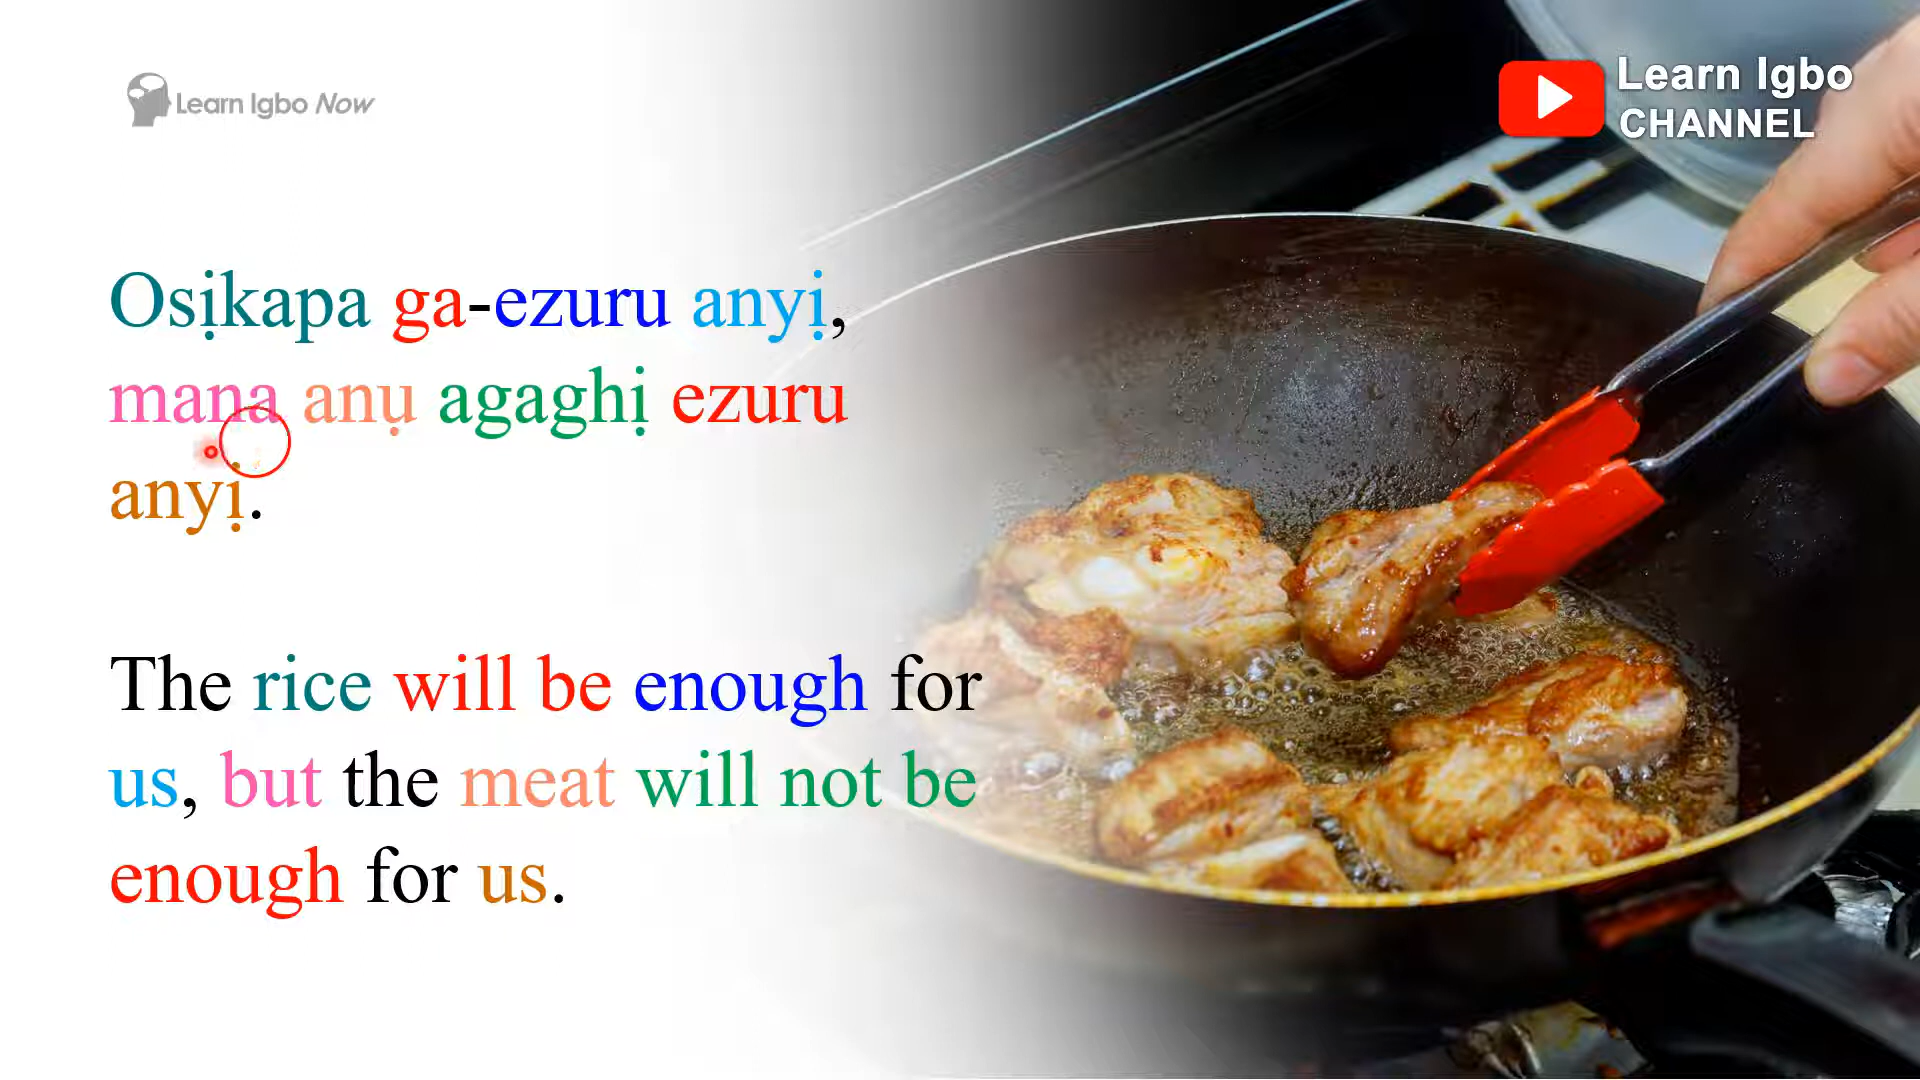 Learn Igbo Now
Learn Igbo
CHANNEL
Osịkapa ga-ezuru anyị,
mana anụ agaghị ezuru
anyị.
The rice will be enough for
us, but the meat will not be
enough for us.